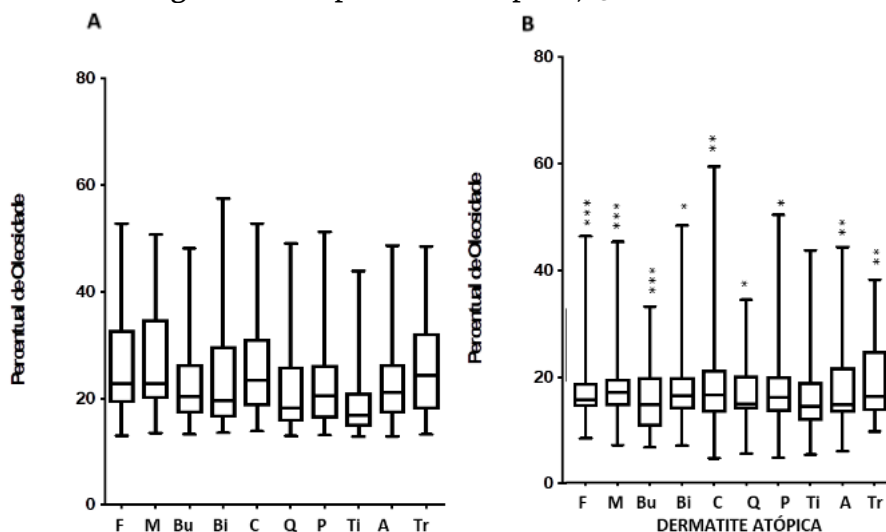 A
Percentual de Oleosidade
80
60
40
20
0
F M Bu Bi C Q P Ti A Tr
B
Percentual de Oleosidade
80
60
40
20
0
***
***
***
*
**
*
*
**
**
F M Bu Bi C Q P Ti A Tr
DERMATITE ATÓPICA